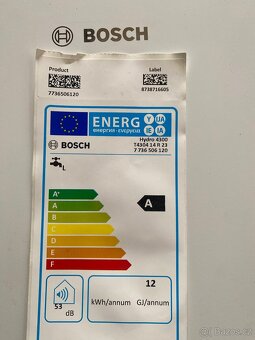 BOSCH
Product
Label
7736506120
8738716605
ENERG Y UA
енергия · ενεργεια IE IA
BOSCH
Hydro 4300
T4304 14 R 23
7 736 506 120
L
A+
A
B
C
D
E
F
A
53
dB
12
kWh/annum
GJ/annum